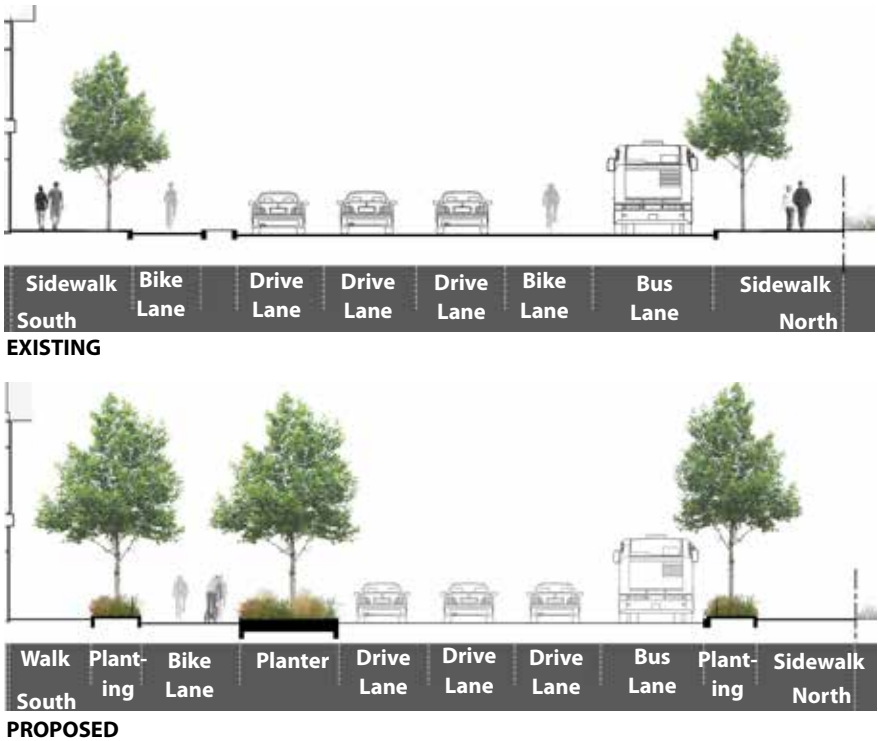 Sidewalk Bike Lane Drive Lane Drive Lane Drive Lane Bike Lane Bus Lane Sidewalk
South North
EXISTING
Walk Plant- ing Bike Lane Planter Drive Lane Drive Lane Drive Lane Bus Lane Plant- ing Sidewalk
South North
PROPOSED